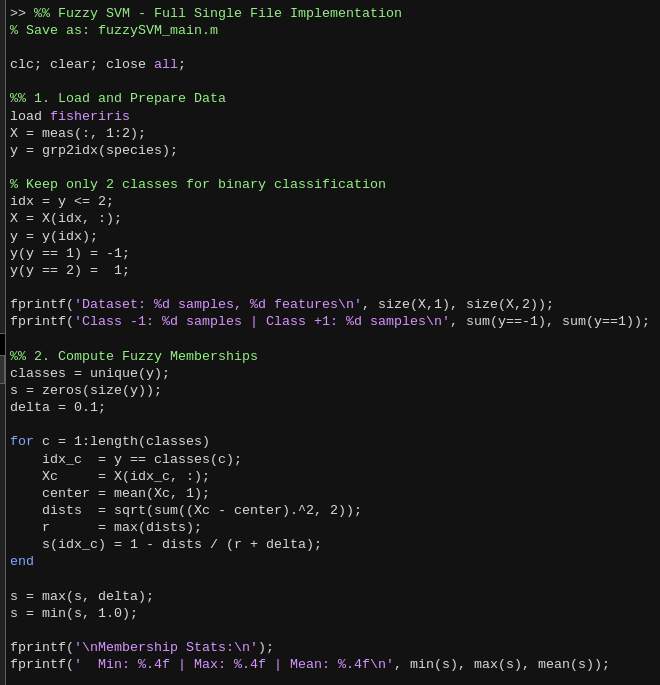 >> %% Fuzzy SVM - Full Single File Implementation
% Save as: fuzzySVM_main.m

clc; clear; close all;

%% 1. Load and Prepare Data
load fisheriris
X = meas(:, 1:2);
y = grp2idx(species);

% Keep only 2 classes for binary classification
idx = y <= 2;
X = X(idx, :);
y = y(idx);
y(y == 1) = -1;
y(y == 2) =  1;

fprintf('Dataset: %d samples, %d features\n', size(X,1), size(X,2));
fprintf('Class -1: %d samples | Class +1: %d samples\n', sum(y==-1), sum(y==1));

%% 2. Compute Fuzzy Memberships
classes = unique(y);
s = zeros(size(y));
delta = 0.1;

for c = 1:length(classes)
    idx_c  = y == classes(c);
    Xc     = X(idx_c, :);
    center = mean(Xc, 1);
    dists  = sqrt(sum((Xc - center).^2, 2));
    r      = max(dists);
    s(idx_c) = 1 - dists / (r + delta);
end

s = max(s, delta);
s = min(s, 1.0);

fprintf('\nMembership Stats:\n');
fprintf('  Min: %.4f | Max: %.4f | Mean: %.4f\n', min(s), max(s), mean(s));